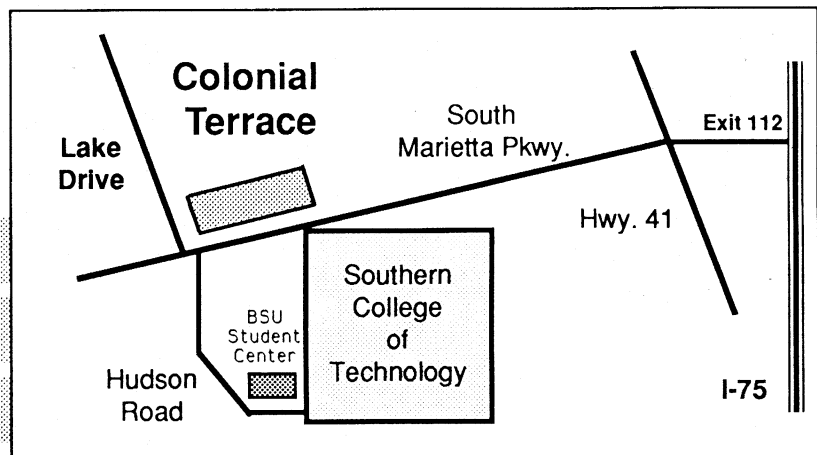 Colonial
Terrace
Lake
Drive
South
Marietta Pkwy.
Exit 112
Hwy. 41
Southern
College
of
Technology
BSU
Student
Center
Hudson
Road
I-75